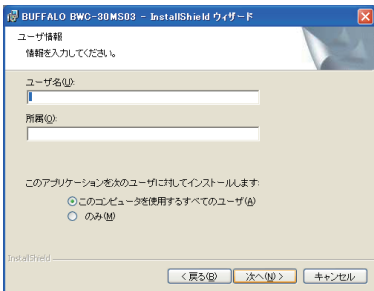 BUFFALO BWC-30MS03 - InstallShield ウィザード
ユーザ情報
情報を入力してください。
ユーザ名(U):
所属(O):
このアプリケーションを次のユーザに対してインストールします:
このコンピュータを使用するすべてのユーザ(A)
のみ(M)
InstallShield
< 戻る(B)
次へ(N) >
キャンセル